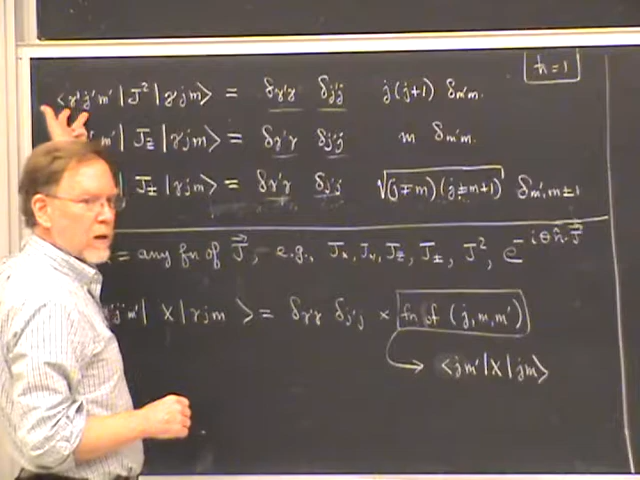 ħ = 1
<γ'j'm'|J²|γjm> = δγ'γ δj'j j(j+1) δm'm.
m'|Jz|γjm> = δγ'γ δj'j m δm'm.
|J±|γjm> = δγ'γ δj'j √(j∓m)(j±m+1) δm',m±1
= any fn of J⃗, e.g., Jx, Jy, Jz, J±, J², e^-iθn̂·J⃗
j'm'|X|γjm> = δγγ δj'j × fn of (j,m,m')
<jm'|X|jm>